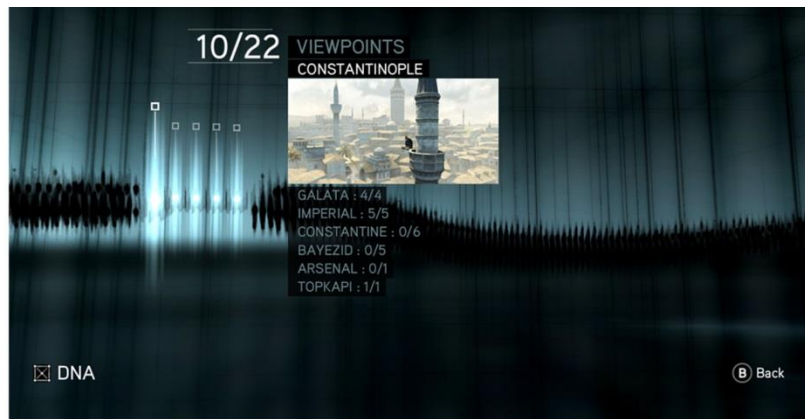 10/22
VIEWPOINTS
CONSTANTINOPLE
GALATA : 4/4
IMPERIAL : 5/5
CONSTANTINE : 0/6
BAYEZID : 0/5
ARSENAL : 0/1
TOPKAPI : 1/1
DNA
B Back